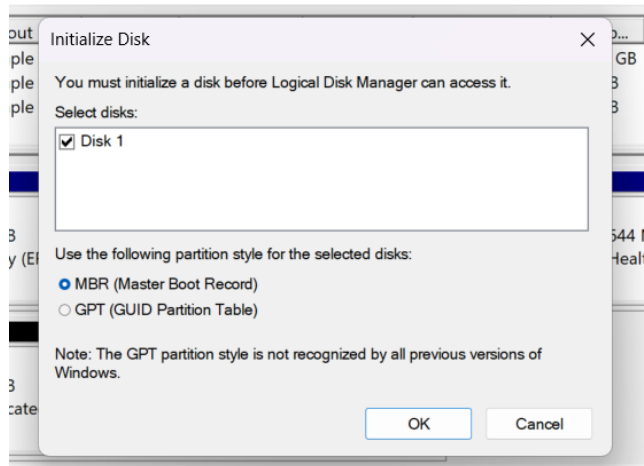 Initialize Disk
You must initialize a disk before Logical Disk Manager can access it.
Select disks:
Disk 1
Use the following partition style for the selected disks:
MBR (Master Boot Record)
GPT (GUID Partition Table)
Note: The GPT partition style is not recognized by all previous versions of
Windows.
OK Cancel
GB